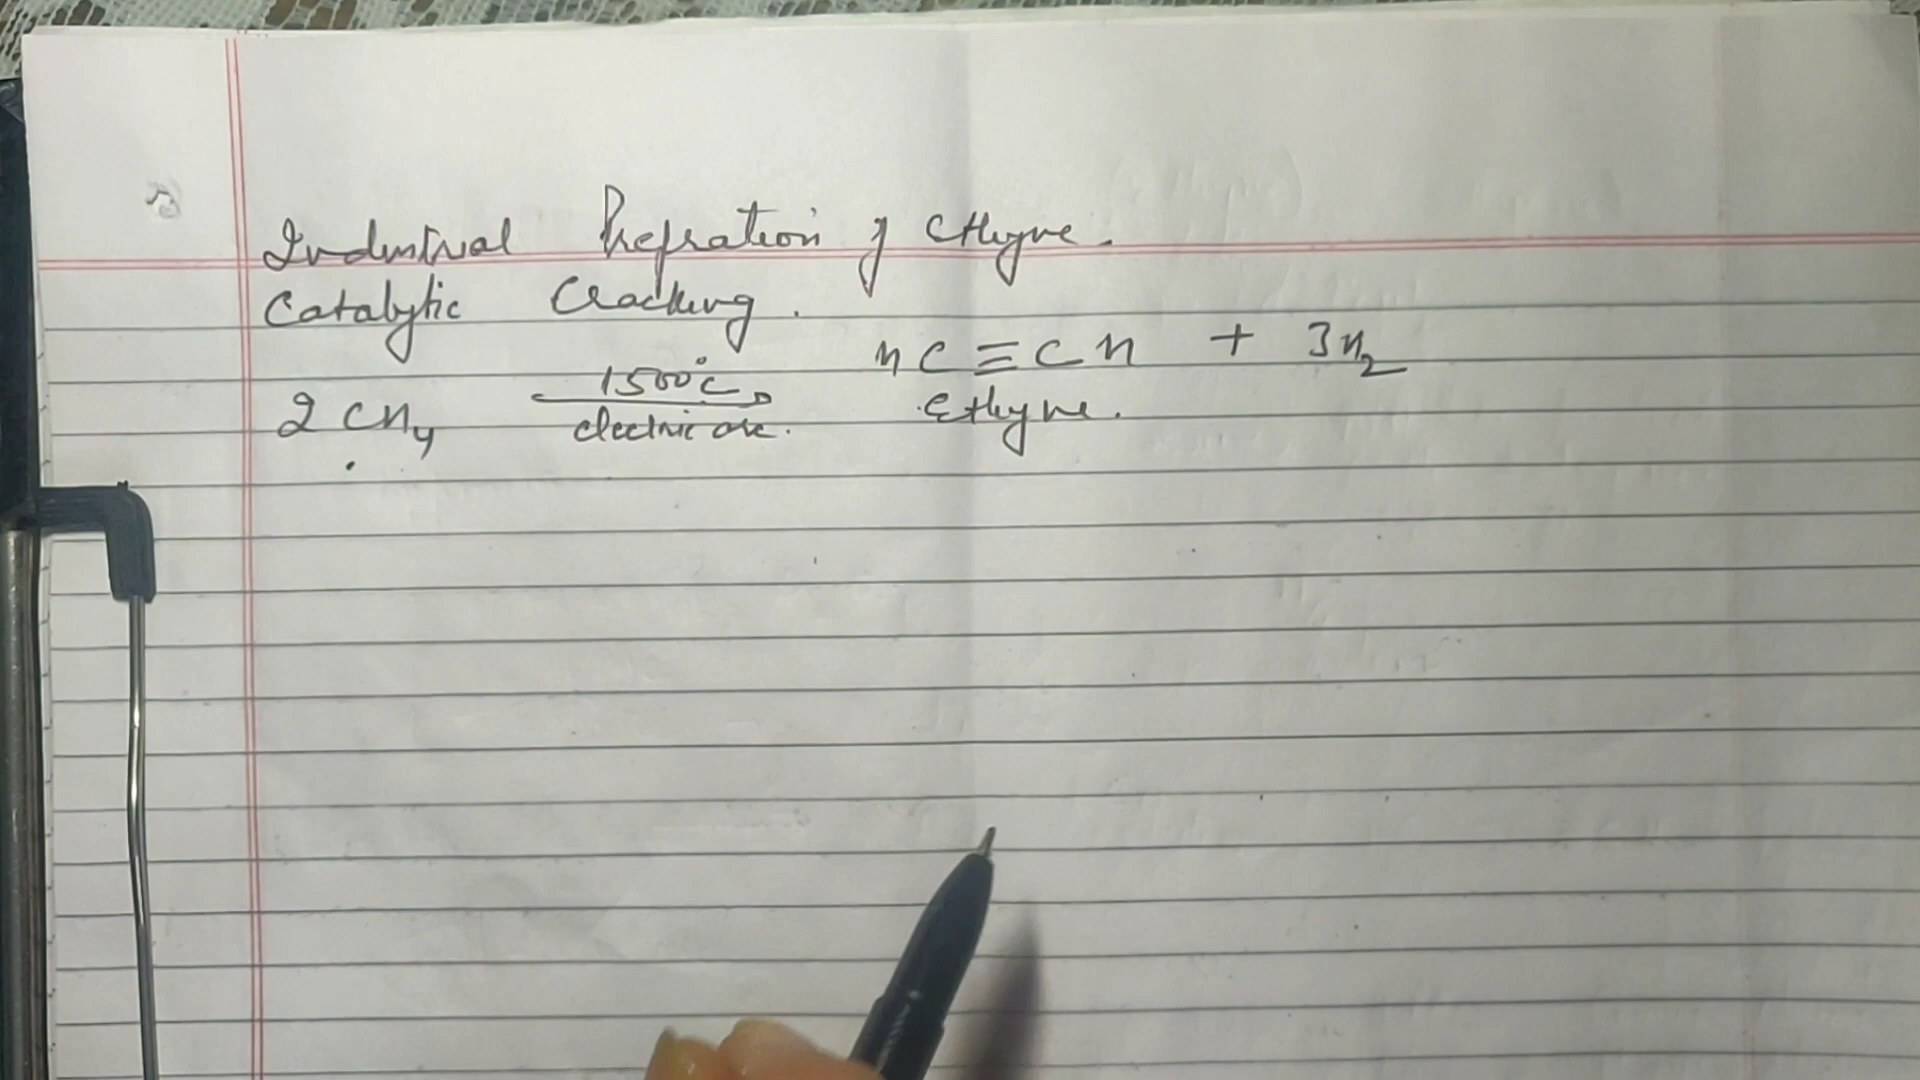 Industrial Prepration of Ethyne.
Catalytic Cracking.
2 CH₄ 1500°C electric arc. HC≡CH + 3H₂
Ethyne.